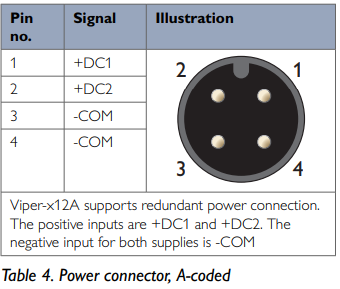 Pin no. Signal Illustration
1 +DC1
2 +DC2
3 -COM
4 -COM
2 1
3 4
Viper-x12A supports redundant power connection.
The positive inputs are +DC1 and +DC2. The
negative input for both supplies is -COM
Table 4. Power connector, A-coded